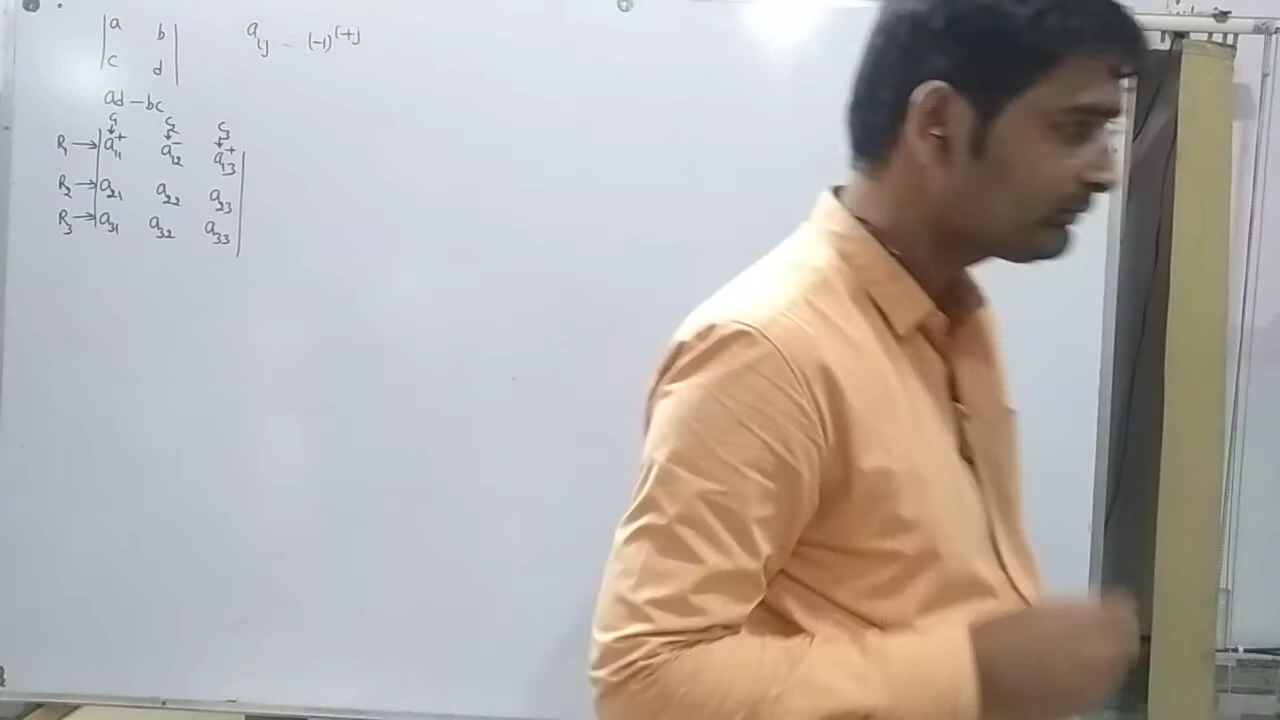 |a b| a_ij - (-1)^(i+j)
|c d|
ad - bc
C₁ C₂ C₃
↓ ↓ ↓
R₁ → |a₁₁⁺ a₁₂⁻ a₁₃⁺|
R₂ → |a₂₁ a₂₂ a₂₃|
R₃ → |a₃₁ a₃₂ a₃₃|